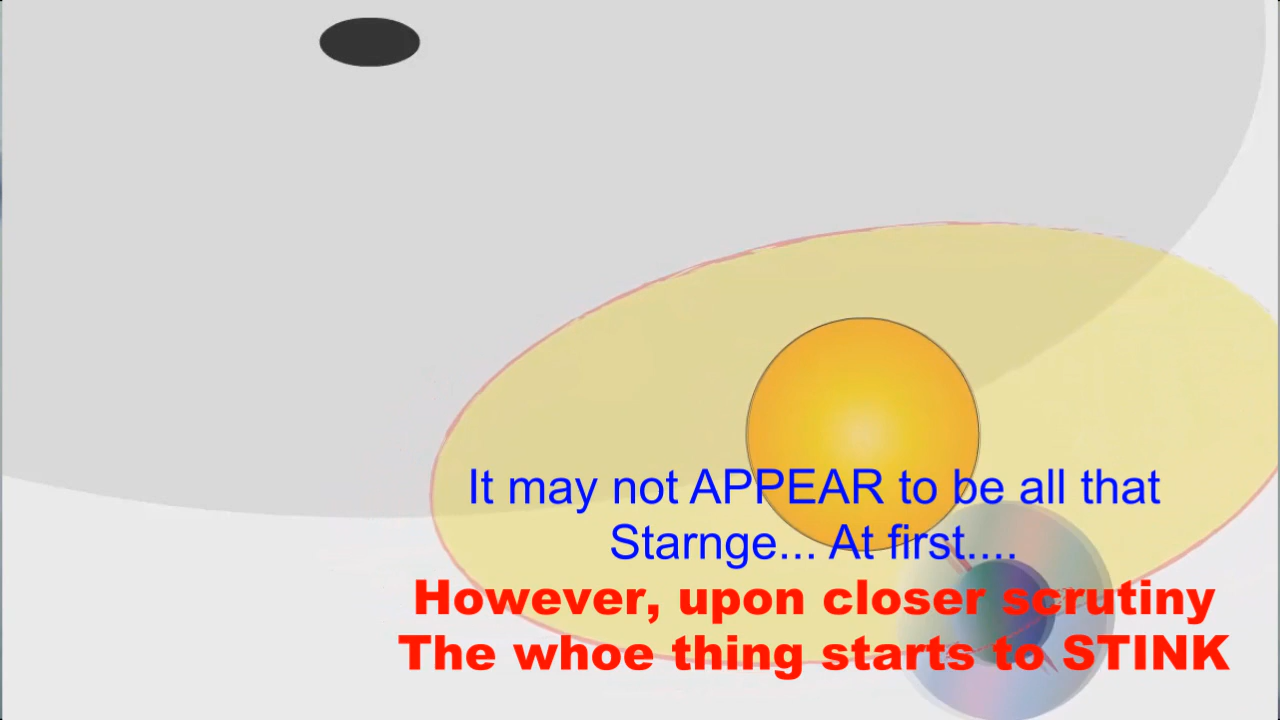 It may not APPEAR to be all that
Starnge... At first....
However, upon closer scrutiny
The whoe thing starts to STINK